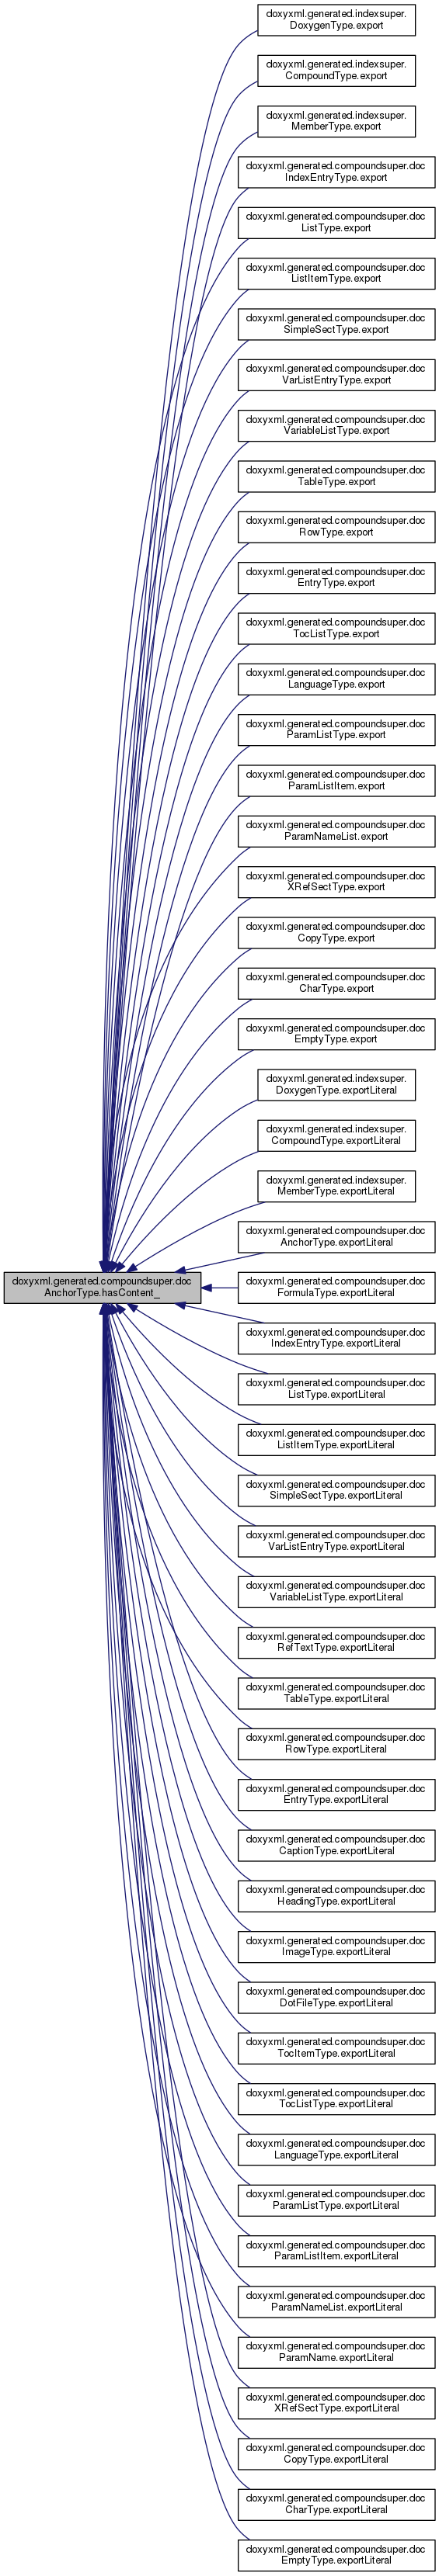 doxyxml.generated.indexsuper.
DoxygenType.export
doxyxml.generated.indexsuper.
CompoundType.export
doxyxml.generated.indexsuper.
MemberType.export
doxyxml.generated.compoundsuper.doc
IndexEntryType.export
doxyxml.generated.compoundsuper.doc
ListType.export
doxyxml.generated.compoundsuper.doc
ListItemType.export
doxyxml.generated.compoundsuper.doc
SimpleSectType.export
doxyxml.generated.compoundsuper.doc
VarListEntryType.export
doxyxml.generated.compoundsuper.doc
VariableListType.export
doxyxml.generated.compoundsuper.doc
TableType.export
doxyxml.generated.compoundsuper.doc
RowType.export
doxyxml.generated.compoundsuper.doc
EntryType.export
doxyxml.generated.compoundsuper.doc
TocListType.export
doxyxml.generated.compoundsuper.doc
LanguageType.export
doxyxml.generated.compoundsuper.doc
ParamListType.export
doxyxml.generated.compoundsuper.doc
ParamListItem.export
doxyxml.generated.compoundsuper.doc
ParamNameList.export
doxyxml.generated.compoundsuper.doc
XRefSectType.export
doxyxml.generated.compoundsuper.doc
CopyType.export
doxyxml.generated.compoundsuper.doc
CharType.export
doxyxml.generated.compoundsuper.doc
EmptyType.export
doxyxml.generated.indexsuper.
DoxygenType.exportLiteral
doxyxml.generated.indexsuper.
CompoundType.exportLiteral
doxyxml.generated.indexsuper.
MemberType.exportLiteral
doxyxml.generated.compoundsuper.doc
AnchorType.exportLiteral
doxyxml.generated.compoundsuper.doc
AnchorType.hasContent_
doxyxml.generated.compoundsuper.doc
FormulaType.exportLiteral
doxyxml.generated.compoundsuper.doc
IndexEntryType.exportLiteral
doxyxml.generated.compoundsuper.doc
ListType.exportLiteral
doxyxml.generated.compoundsuper.doc
ListItemType.exportLiteral
doxyxml.generated.compoundsuper.doc
SimpleSectType.exportLiteral
doxyxml.generated.compoundsuper.doc
VarListEntryType.exportLiteral
doxyxml.generated.compoundsuper.doc
VariableListType.exportLiteral
doxyxml.generated.compoundsuper.doc
RefTextType.exportLiteral
doxyxml.generated.compoundsuper.doc
TableType.exportLiteral
doxyxml.generated.compoundsuper.doc
RowType.exportLiteral
doxyxml.generated.compoundsuper.doc
EntryType.exportLiteral
doxyxml.generated.compoundsuper.doc
CaptionType.exportLiteral
doxyxml.generated.compoundsuper.doc
HeadingType.exportLiteral
doxyxml.generated.compoundsuper.doc
ImageType.exportLiteral
doxyxml.generated.compoundsuper.doc
DotFileType.exportLiteral
doxyxml.generated.compoundsuper.doc
TocItemType.exportLiteral
doxyxml.generated.compoundsuper.doc
TocListType.exportLiteral
doxyxml.generated.compoundsuper.doc
LanguageType.exportLiteral
doxyxml.generated.compoundsuper.doc
ParamListType.exportLiteral
doxyxml.generated.compoundsuper.doc
ParamListItem.exportLiteral
doxyxml.generated.compoundsuper.doc
ParamNameList.exportLiteral
doxyxml.generated.compoundsuper.doc
ParamName.exportLiteral
doxyxml.generated.compoundsuper.doc
XRefSectType.exportLiteral
doxyxml.generated.compoundsuper.doc
CopyType.exportLiteral
doxyxml.generated.compoundsuper.doc
CharType.exportLiteral
doxyxml.generated.compoundsuper.doc
EmptyType.exportLiteral